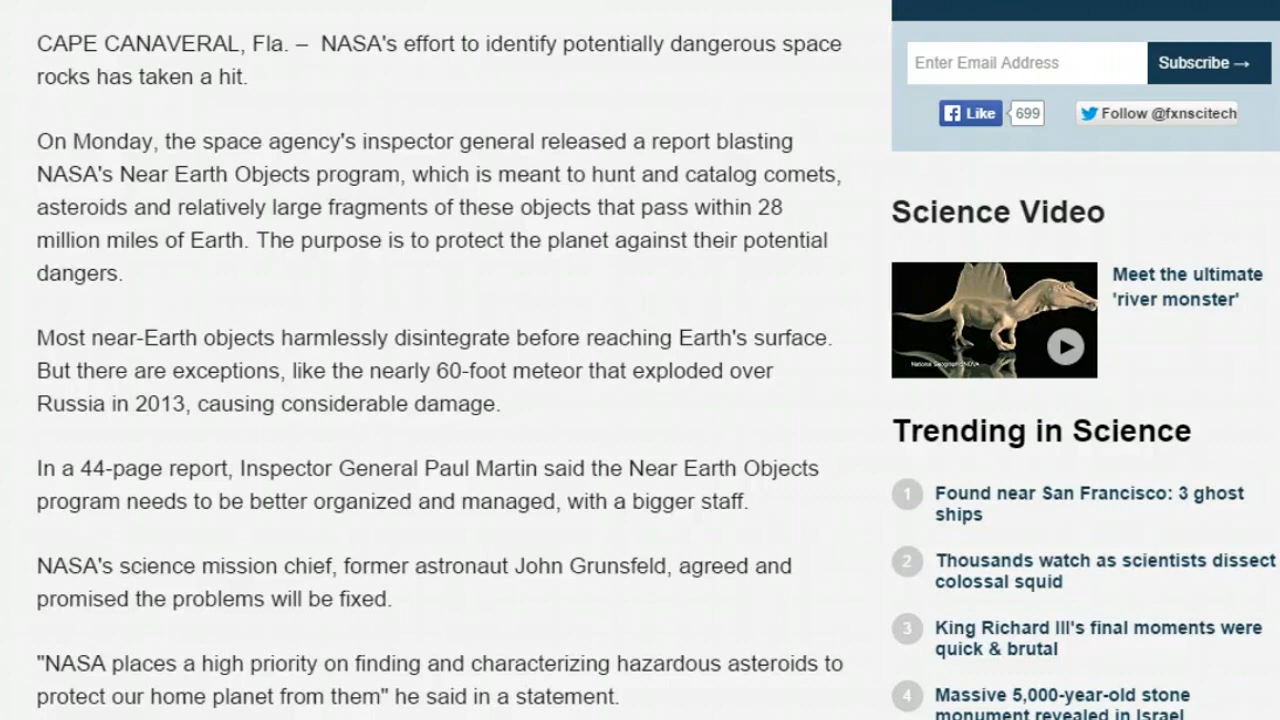 CAPE CANAVERAL, Fla. – NASA's effort to identify potentially dangerous space
rocks has taken a hit.
On Monday, the space agency's inspector general released a report blasting
NASA's Near Earth Objects program, which is meant to hunt and catalog comets,
asteroids and relatively large fragments of these objects that pass within 28
million miles of Earth. The purpose is to protect the planet against their potential
dangers.
Most near-Earth objects harmlessly disintegrate before reaching Earth's surface.
But there are exceptions, like the nearly 60-foot meteor that exploded over
Russia in 2013, causing considerable damage.
In a 44-page report, Inspector General Paul Martin said the Near Earth Objects
program needs to be better organized and managed, with a bigger staff.
NASA's science mission chief, former astronaut John Grunsfeld, agreed and
promised the problems will be fixed.
"NASA places a high priority on finding and characterizing hazardous asteroids to
protect our home planet from them" he said in a statement.
Enter Email Address
Subscribe →
Like
699
Follow @fxnscitech
Science Video
Meet the ultimate
'river monster'
Trending in Science
1
Found near San Francisco: 3 ghost
ships
2
Thousands watch as scientists dissect
colossal squid
3
King Richard III's final moments were
quick & brutal
4
Massive 5,000-year-old stone
monument revealed in Israel